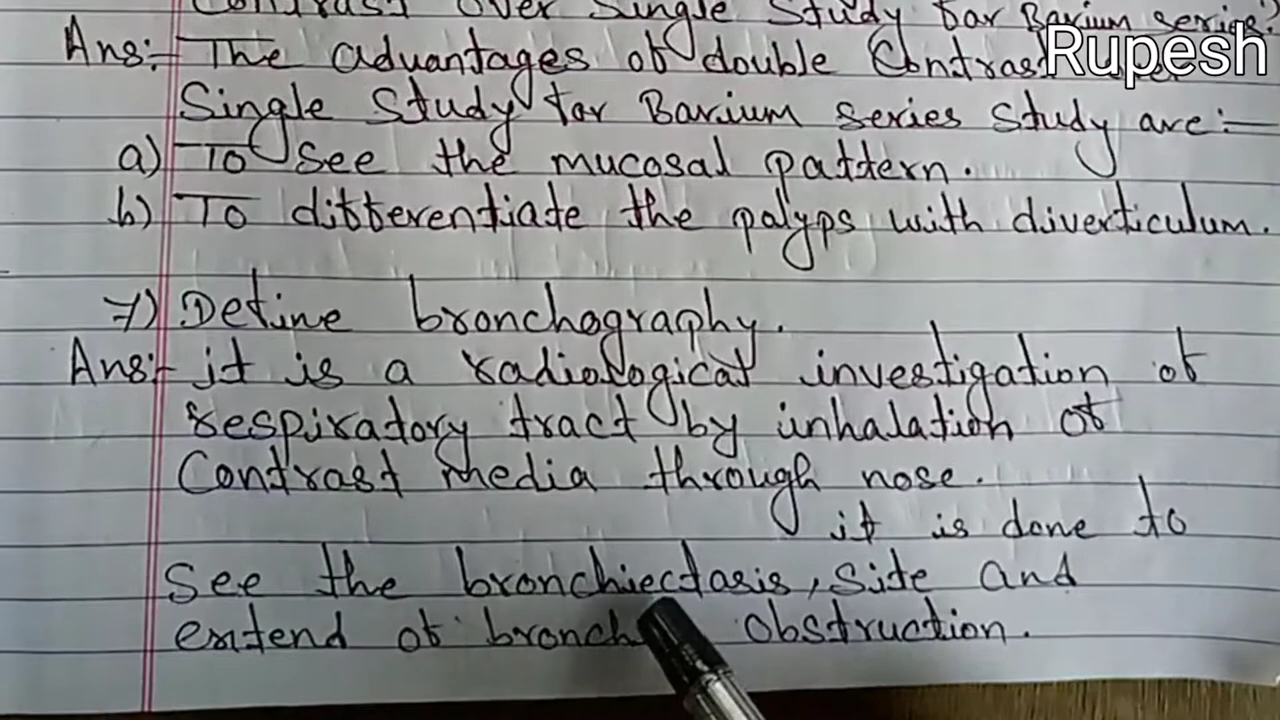 Contrast over Single Study for Barium series?
Ans:- The advantages of double Contrast
Rupesh
Single Study for Barium series Study are:-
a) To see the mucosal pattern.
b) To differentiate the polyps with diverticulum.
7) Define bronchography.
Ans:- it is a radiological investigation of
respiratory tract by inhalation of
Contrast media through nose.
it is done to
See the bronchiectasis, site and
extend of obstruction.